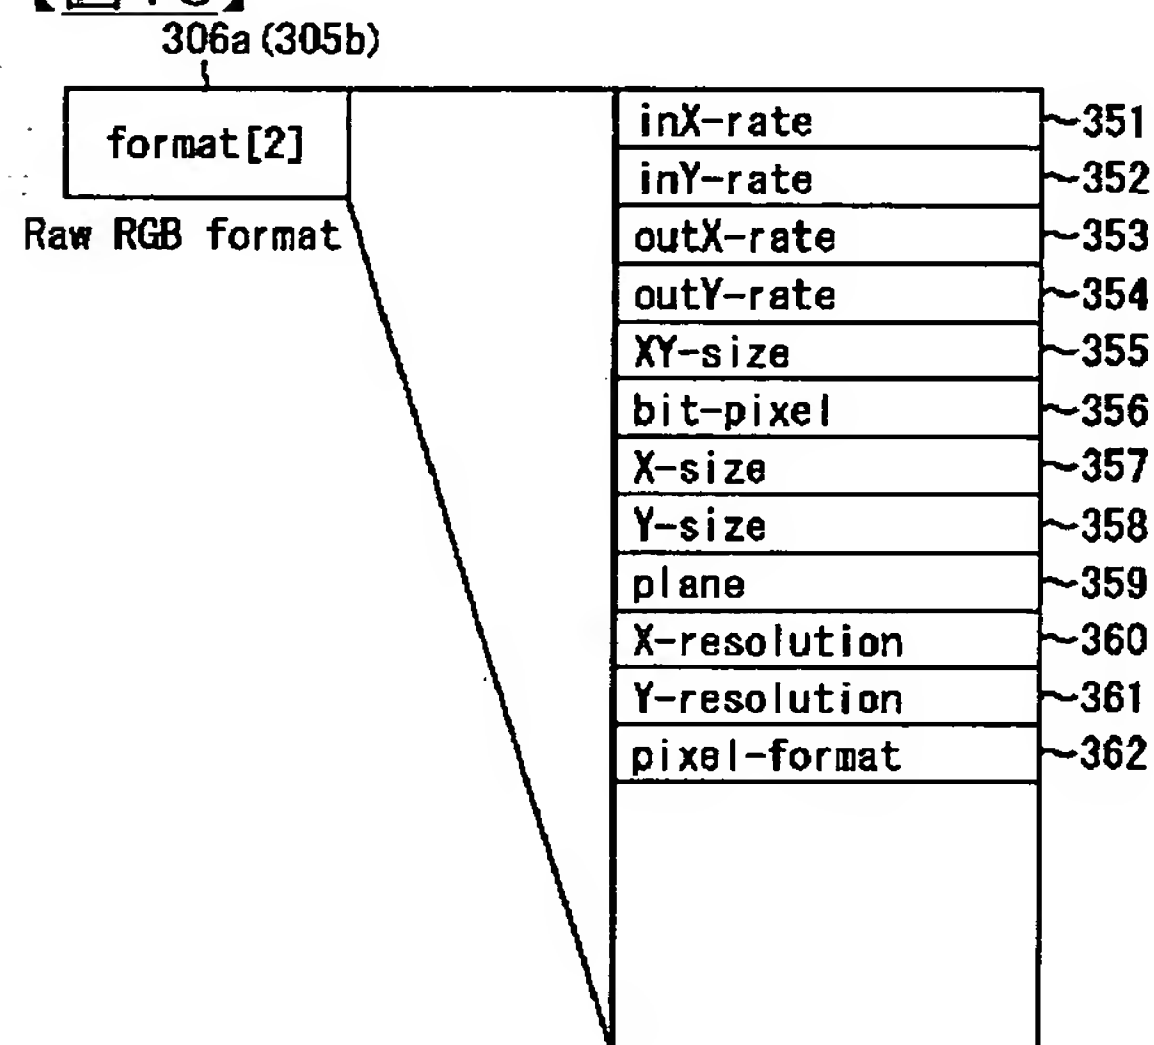 306a(305b)
format[2]
Raw RGB format
inX-rate ~351
inY-rate ~352
outX-rate ~353
outY-rate ~354
XY-size ~355
bit-pixel ~356
X-size ~357
Y-size ~358
plane ~359
X-resolution ~360
Y-resolution ~361
pixel-format ~362